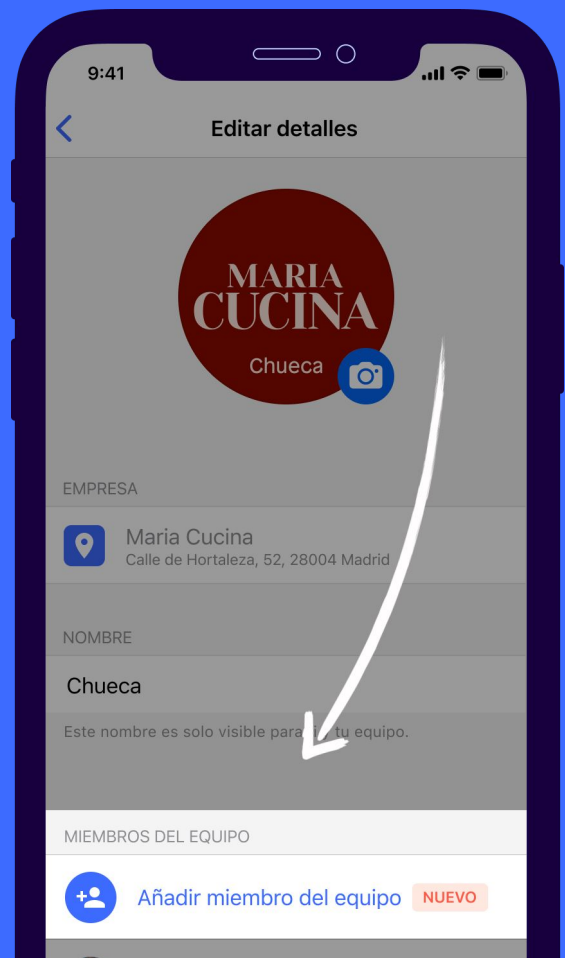 9:41
Editar detalles
MARIA
CUCINA
Chueca
EMPRESA
Maria Cucina
Calle de Hortaleza, 52, 28004 Madrid
NOMBRE
Chueca
Este nombre es solo visible para ti y tu equipo.
MIEMBROS DEL EQUIPO
Añadir miembro del equipo NUEVO